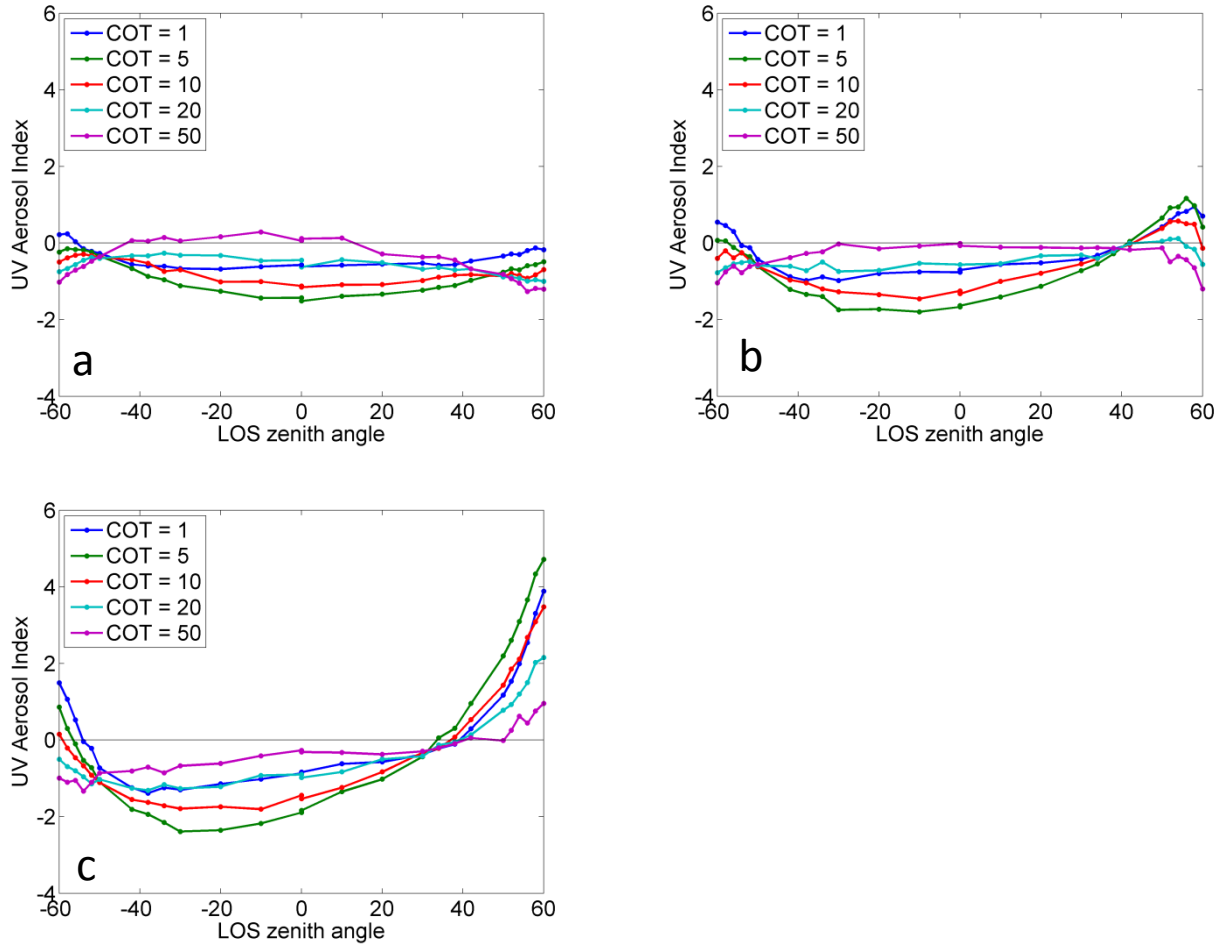 6
4
2
0
-2
-4
UV Aerosol Index
COT = 1
COT = 5
COT = 10
COT = 20
COT = 50
a
-60 -40 -20 0 20 40 60
LOS zenith angle
6
4
2
0
-2
-4
UV Aerosol Index
COT = 1
COT = 5
COT = 10
COT = 20
COT = 50
b
-60 -40 -20 0 20 40 60
LOS zenith angle
6
4
2
0
-2
-4
UV Aerosol Index
COT = 1
COT = 5
COT = 10
COT = 20
COT = 50
c
-60 -40 -20 0 20 40 60
LOS zenith angle